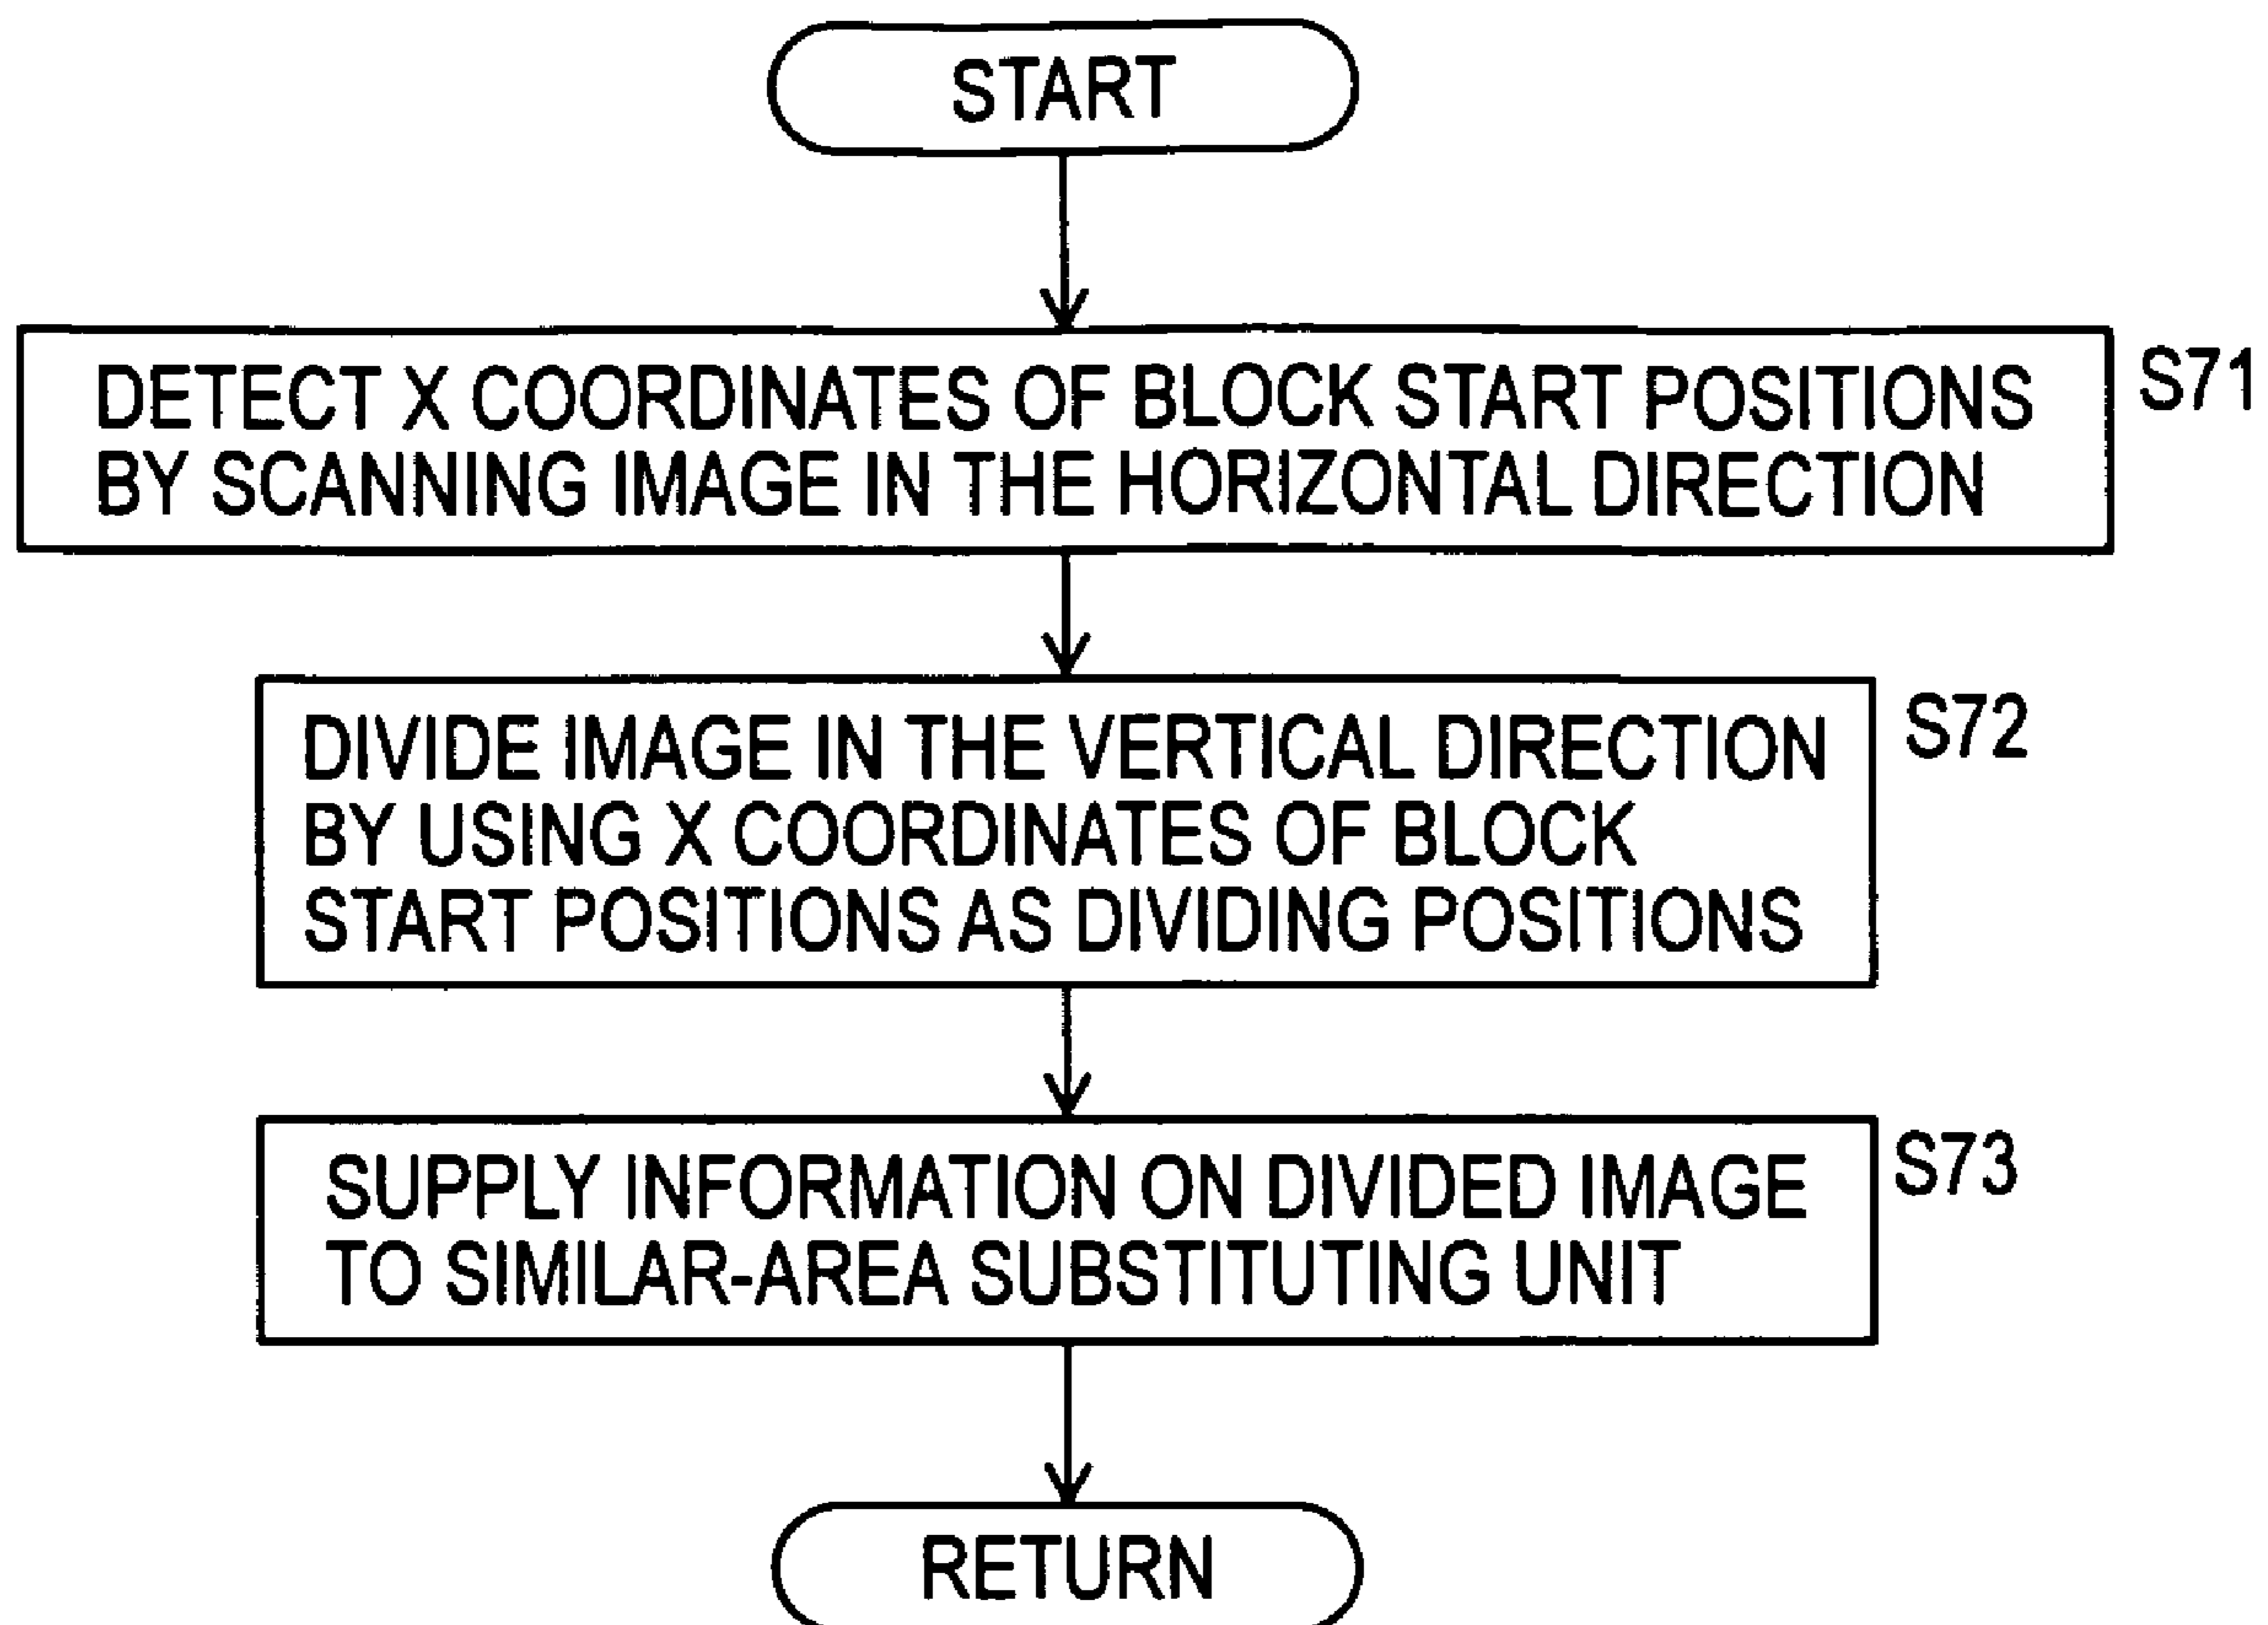 START
DETECT X COORDINATES OF BLOCK START POSITIONS
BY SCANNING IMAGE IN THE HORIZONTAL DIRECTION
S71
DIVIDE IMAGE IN THE VERTICAL DIRECTION
BY USING X COORDINATES OF BLOCK
START POSITIONS AS DIVIDING POSITIONS
S72
SUPPLY INFORMATION ON DIVIDED IMAGE
TO SIMILAR-AREA SUBSTITUTING UNIT
S73
RETURN